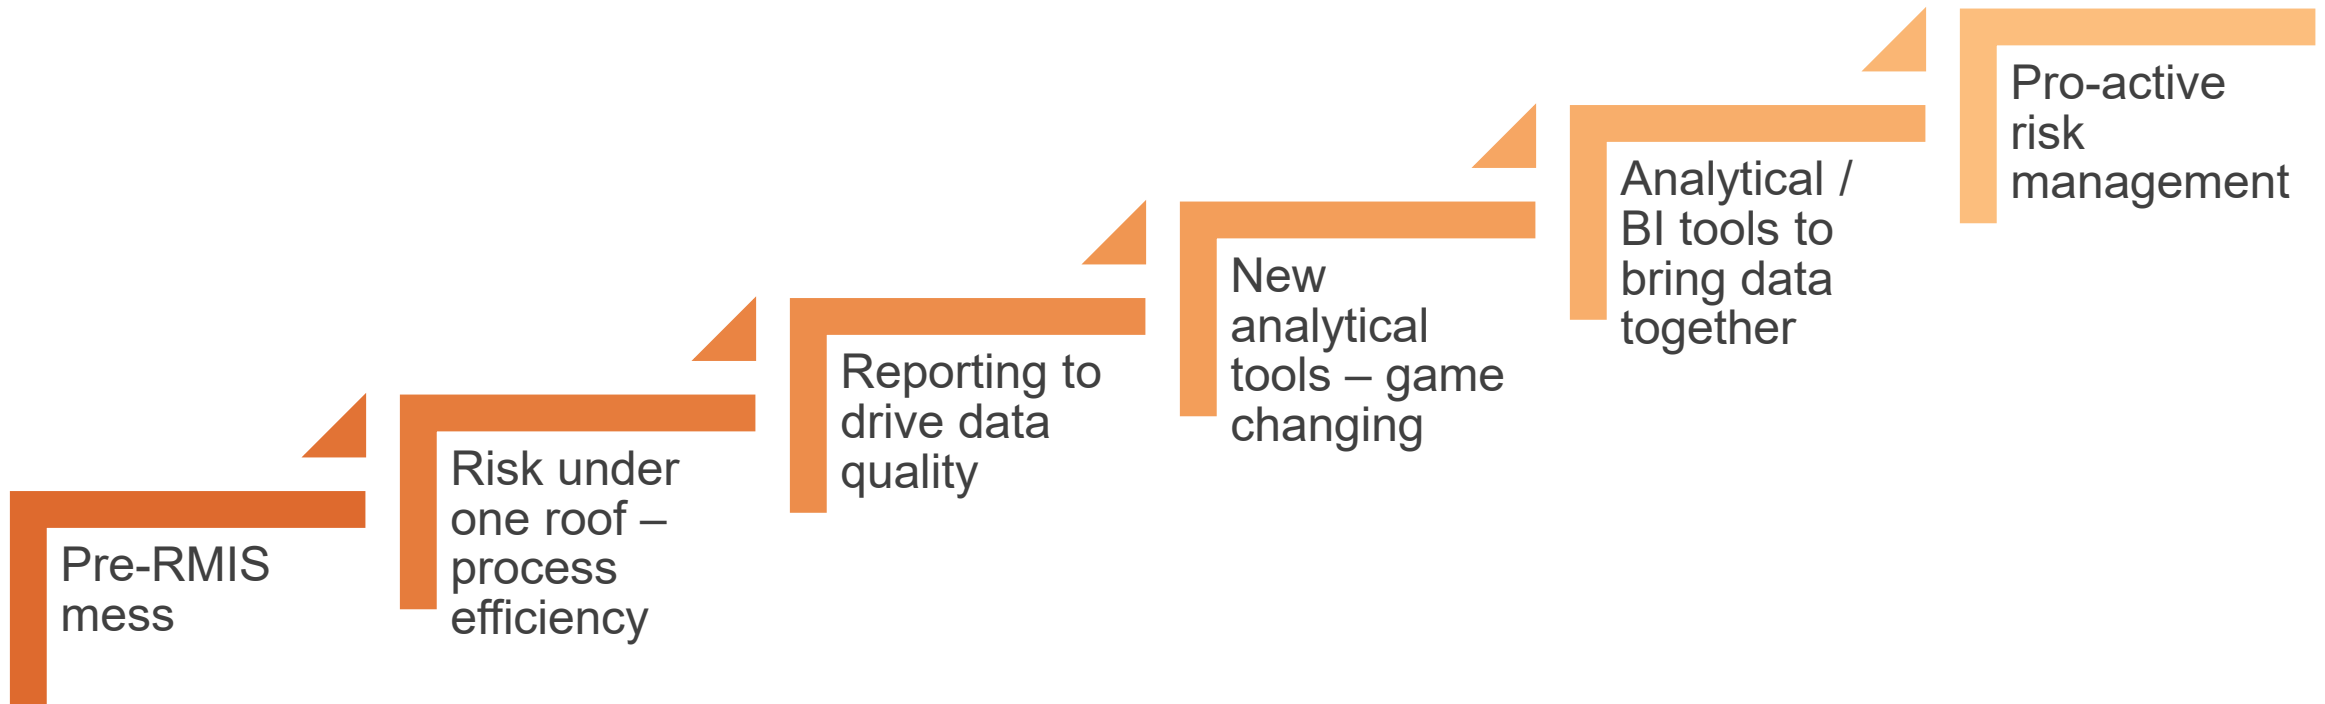 Pre-RMIS
mess
Risk under
one roof –
process
efficiency
Reporting to
drive data
quality
New
analytical
tools – game
changing
Analytical /
BI tools to
bring data
together
Pro-active
risk
management